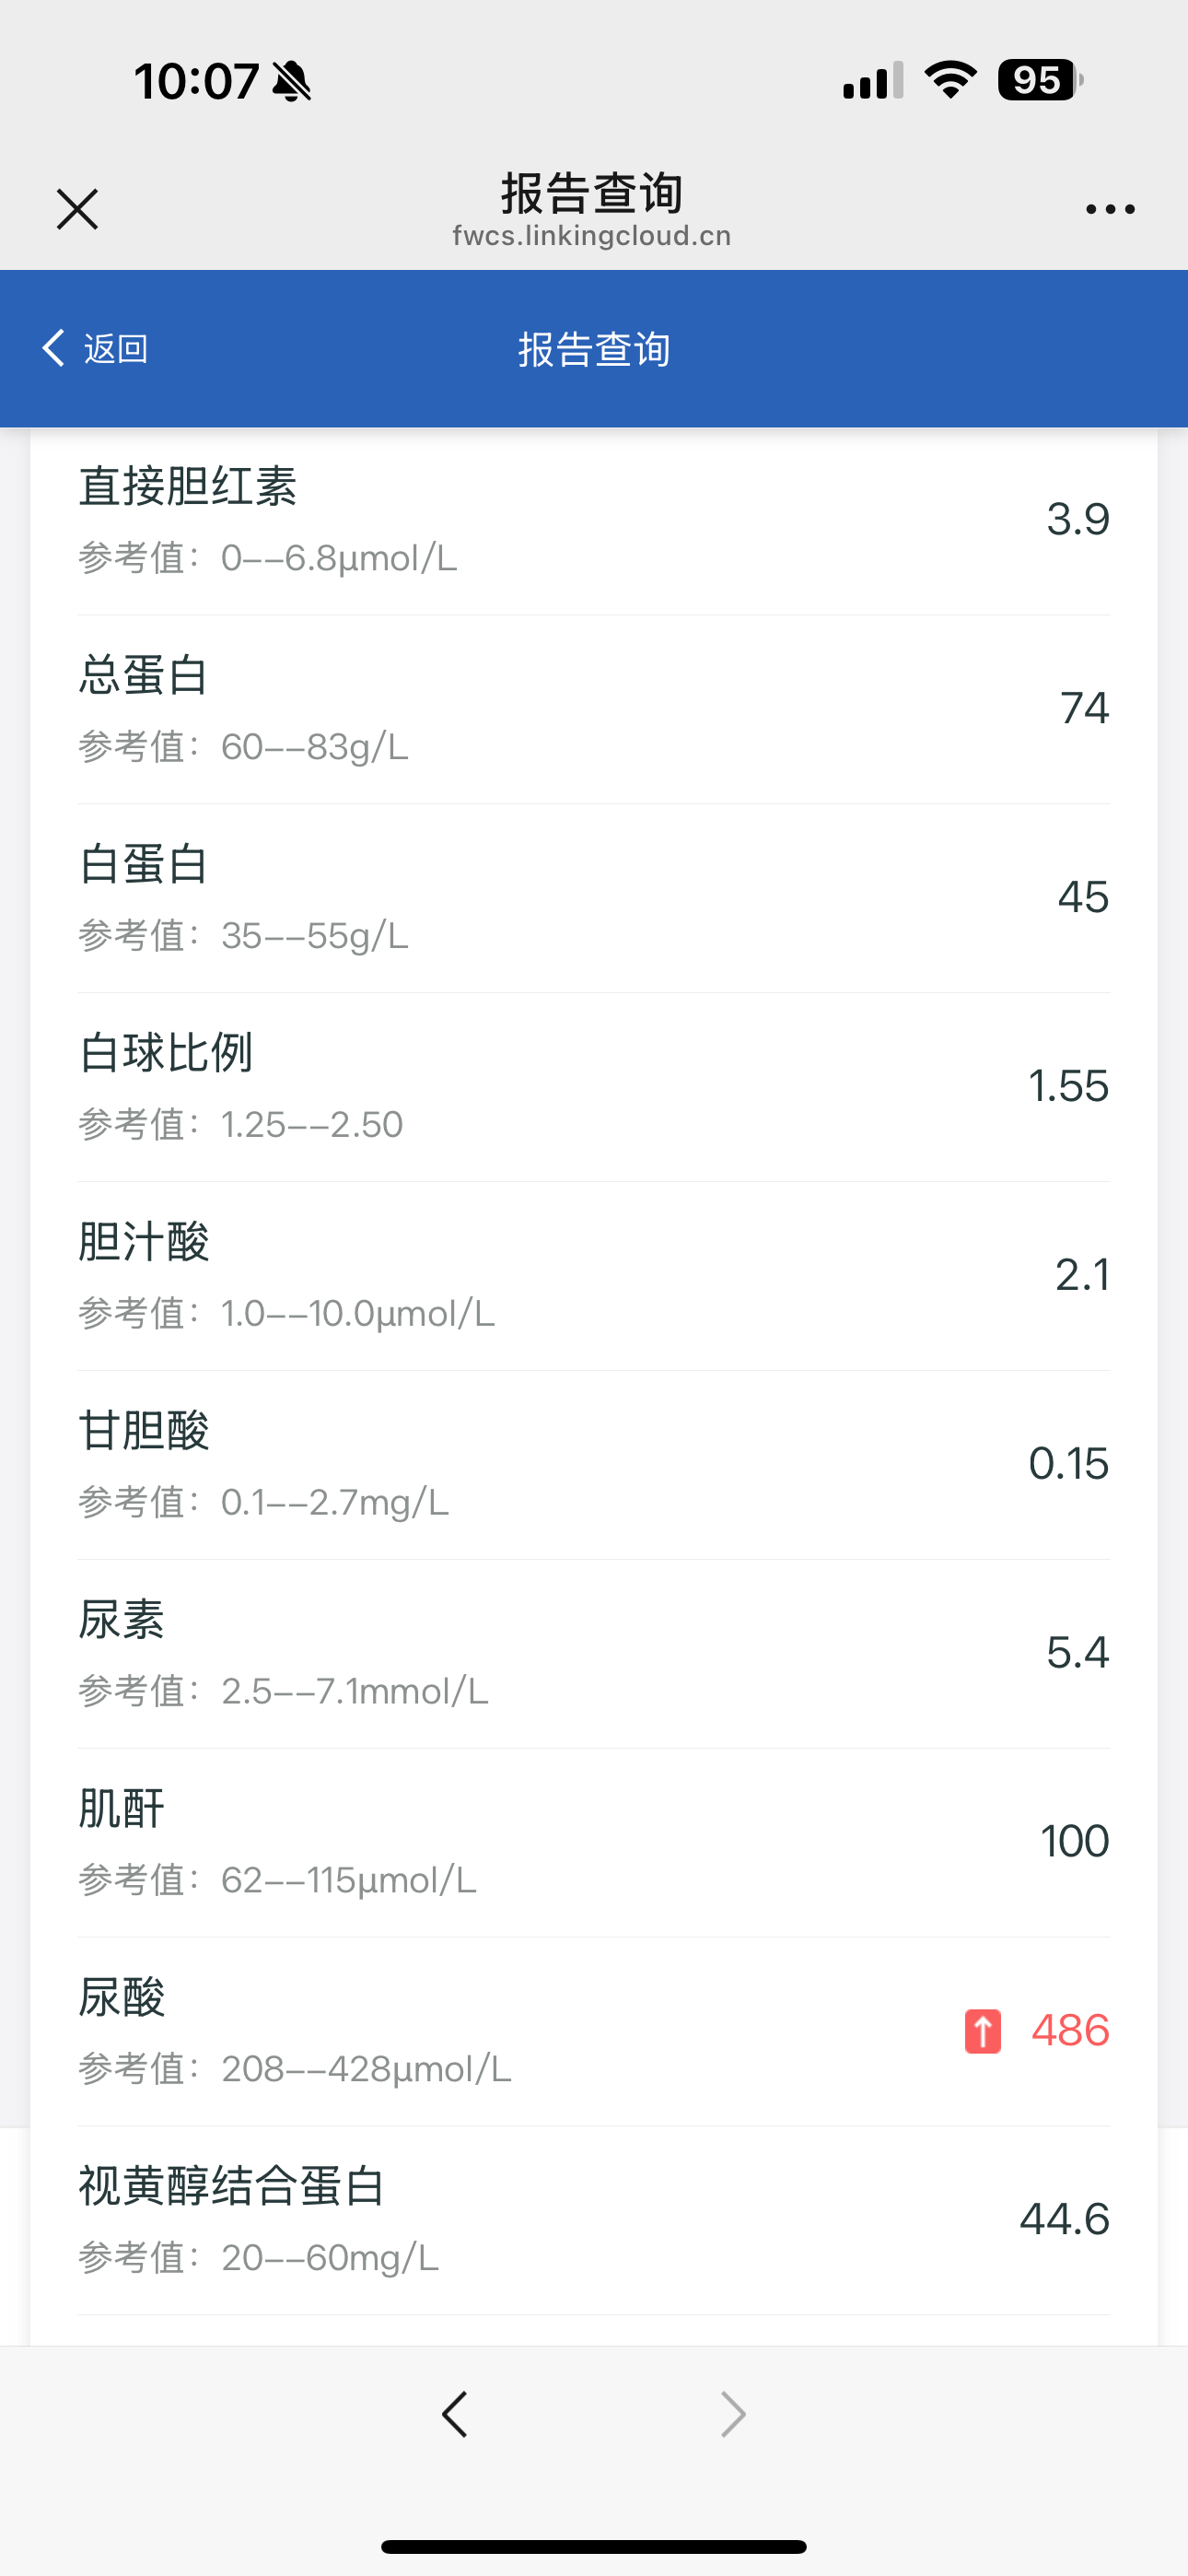 10:07
95
报告查询
fwcs.linkingcloud.cn
返回
报告查询
直接胆红素
3.9
参考值：0--6.8μmol/L
总蛋白
74
参考值：60--83g/L
白蛋白
45
参考值：35--55g/L
白球比例
1.55
参考值：1.25--2.50
胆汁酸
2.1
参考值：1.0--10.0μmol/L
甘胆酸
0.15
参考值：0.1--2.7mg/L
尿素
5.4
参考值：2.5--7.1mmol/L
肌酐
100
参考值：62--115μmol/L
尿酸
↑ 486
参考值：208--428μmol/L
视黄醇结合蛋白
44.6
参考值：20--60mg/L